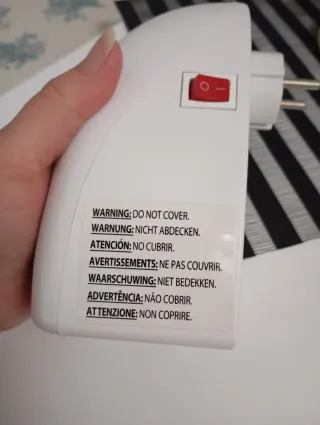 O I
WARNING: DO NOT COVER.
WARNUNG: NICHT ABDECKEN.
ATENCIÓN: NO CUBRIR.
AVERTISSEMENTS: NE PAS COUVRIR.
WAARSCHUWING: NIET BEDEKKEN.
ADVERTÊNCIA: NÃO COBRIR.
ATTENZIONE: NON COPRIRE.